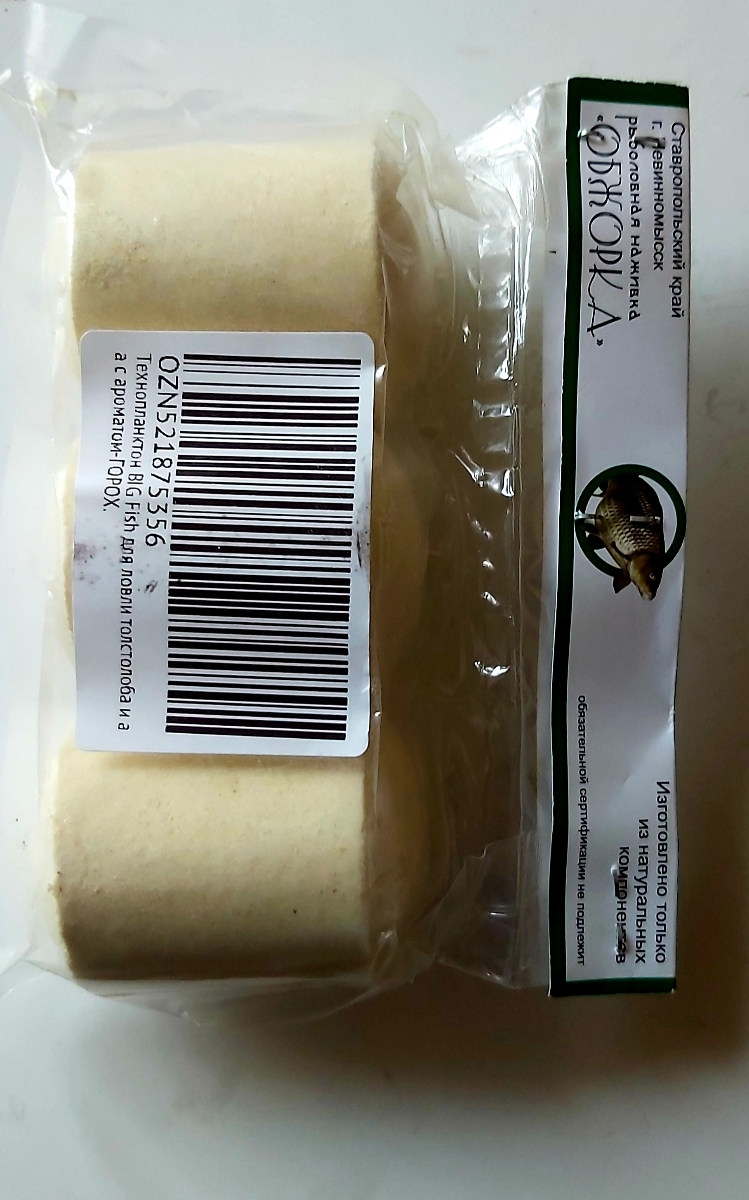 Ставропольский край
г. Невинномысск
рыболовная наживка
«ОБЖОРКА»
Изготовлено только
из натуральных
компонентов
обязательной сертификации не подлежит
OZN521875356
Технопланктон BIG Fish для ловли толстолоба и а
а с ароматом-ГОРОХ.